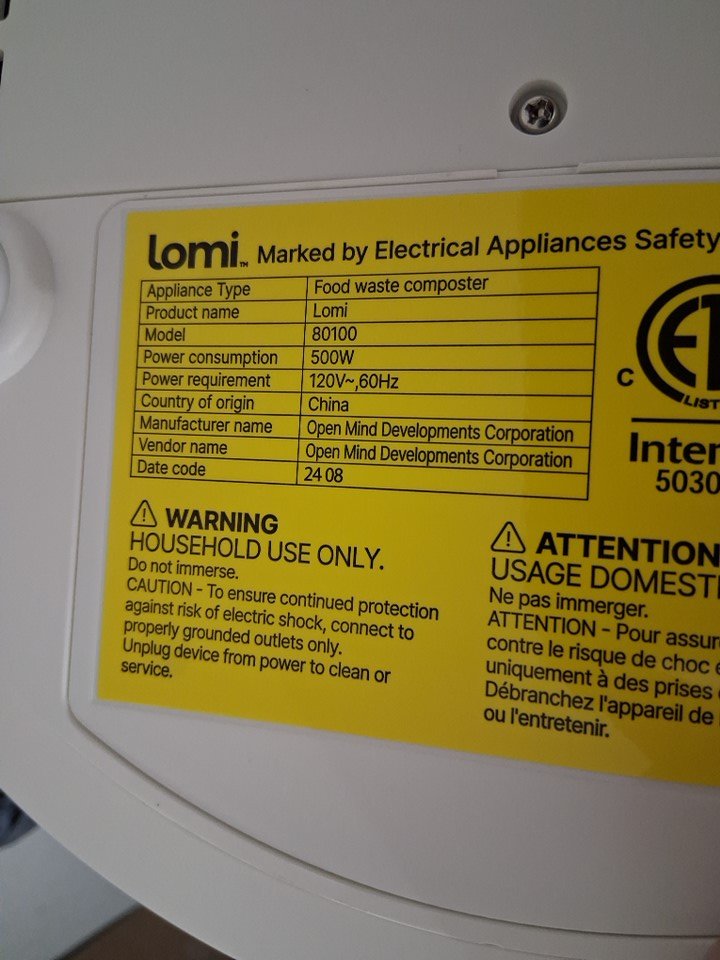 lomi™ Marked by Electrical Appliances Safety
Appliance Type Food waste composter
Product name Lomi
Model 80100
Power consumption 500W
Power requirement 120V~,60Hz
Country of origin China
Manufacturer name Open Mind Developments Corporation
Vendor name Open Mind Developments Corporation
Date code 24 08
C
LIST
Inter
5030
WARNING
HOUSEHOLD USE ONLY.
Do not immerse.
CAUTION - To ensure continued protection
against risk of electric shock, connect to
properly grounded outlets only.
Unplug device from power to clean or
service.
ATTENTION
USAGE DOMESTI
Ne pas immerger.
ATTENTION - Pour assur
contre le risque de choc
uniquement à des prises
Débranchez l'appareil de
ou l'entretenir.